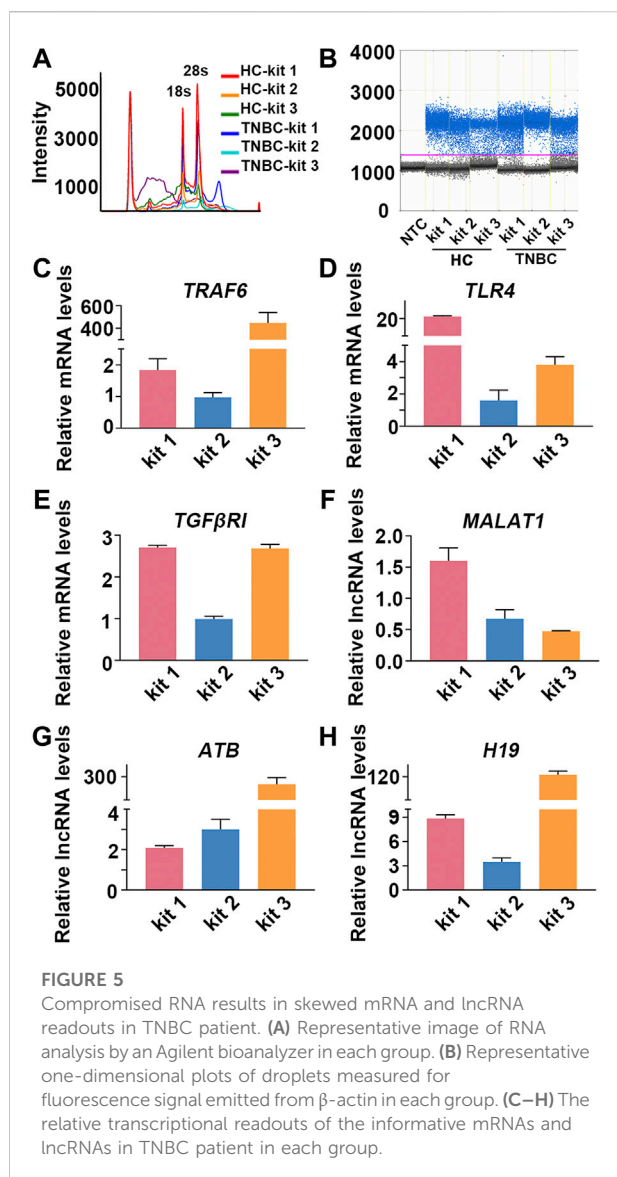 A
Intensity
5000
3000
1000
18s
28s
HC-kit 1
HC-kit 2
HC-kit 3
TNBC-kit 1
TNBC-kit 2
TNBC-kit 3
B
4000
3000
2000
1000
0
NTC
kit 1
kit 2
kit 3
kit 1
kit 2
kit 3
HC
TNBC
C
TRAF6
Relative mRNA levels
600
400
2
1
0
kit 1
kit 2
kit 3
D
TLR4
Relative mRNA levels
20
4
2
0
kit 1
kit 2
kit 3
E
TGFβRI
Relative mRNA levels
3
2
1
0
kit 1
kit 2
kit 3
F
MALAT1
Relative lncRNA levels
2.0
1.5
1.0
0.5
0.0
kit 1
kit 2
kit 3
G
ATB
Relative lncRNA levels
300
4
2
0
kit 1
kit 2
kit 3
H
H19
Relative lncRNA levels
120
9
6
3
0
kit 1
kit 2
kit 3
FIGURE 5
Compromised RNA results in skewed mRNA and lncRNA
readouts in TNBC patient. (A) Representative image of RNA
analysis by an Agilent bioanalyzer in each group. (B) Representative
one-dimensional plots of droplets measured for
fluorescence signal emitted from β-actin in each group. (C–H) The
relative transcriptional readouts of the informative mRNAs and
lncRNAs in TNBC patient in each group.